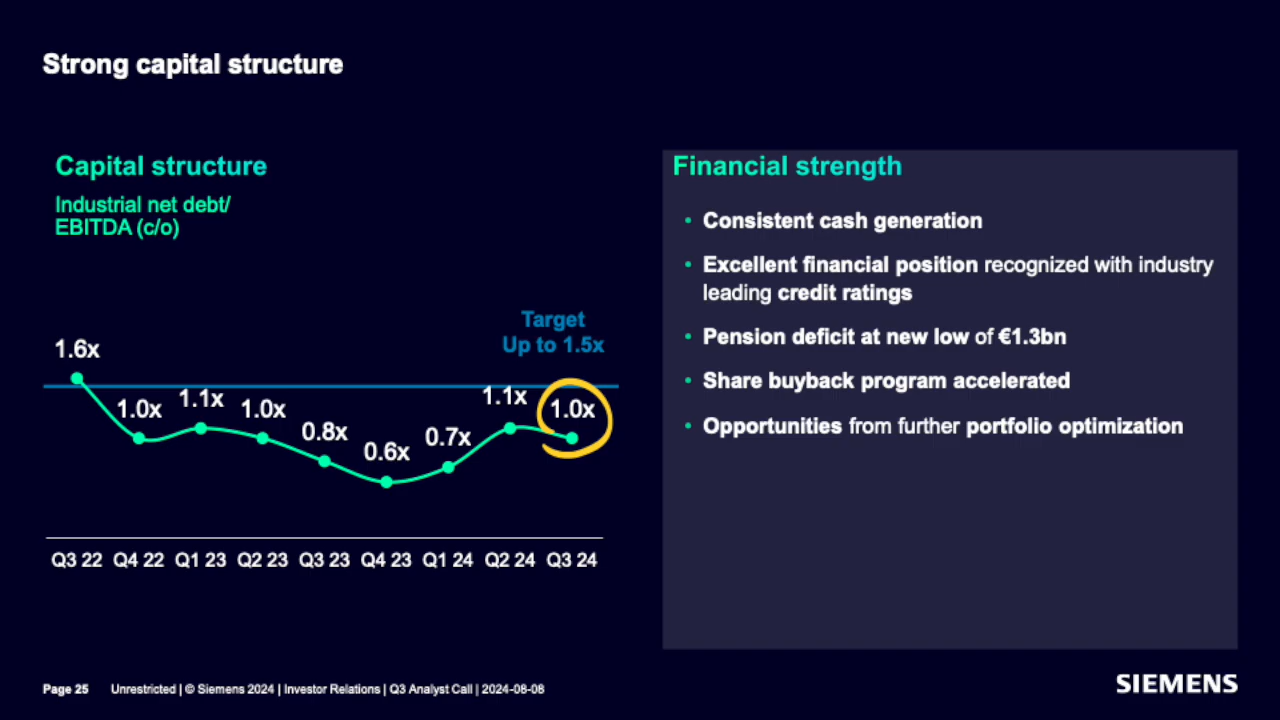 Strong capital structure
Capital structure
Industrial net debt/
EBITDA (c/o)
Target
Up to 1.5x
1.6x
1.0x
1.1x
1.0x
0.8x
0.6x
0.7x
1.1x
1.0x
Q3 22 Q4 22 Q1 23 Q2 23 Q3 23 Q4 23 Q1 24 Q2 24 Q3 24
Financial strength
• Consistent cash generation
• Excellent financial position recognized with industry
leading credit ratings
• Pension deficit at new low of €1.3bn
• Share buyback program accelerated
• Opportunities from further portfolio optimization
Page 25 Unrestricted | © Siemens 2024 | Investor Relations | Q3 Analyst Call | 2024-08-08
SIEMENS